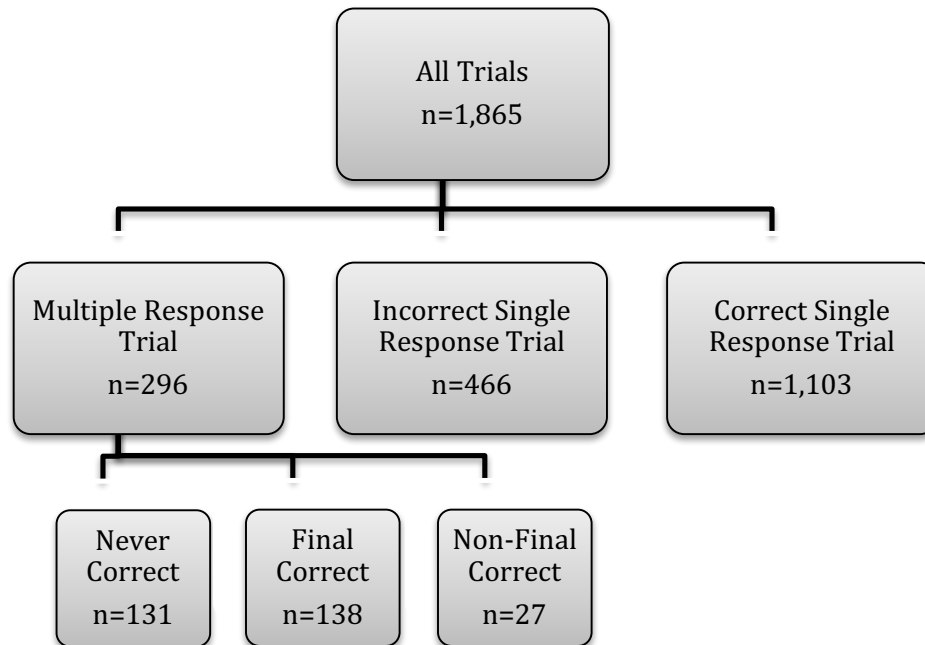 All Trials
n=1,865
Multiple Response
Trial
n=296
Incorrect Single
Response Trial
n=466
Correct Single
Response Trial
n=1,103
Never
Correct
n=131
Final
Correct
n=138
Non-Final
Correct
n=27